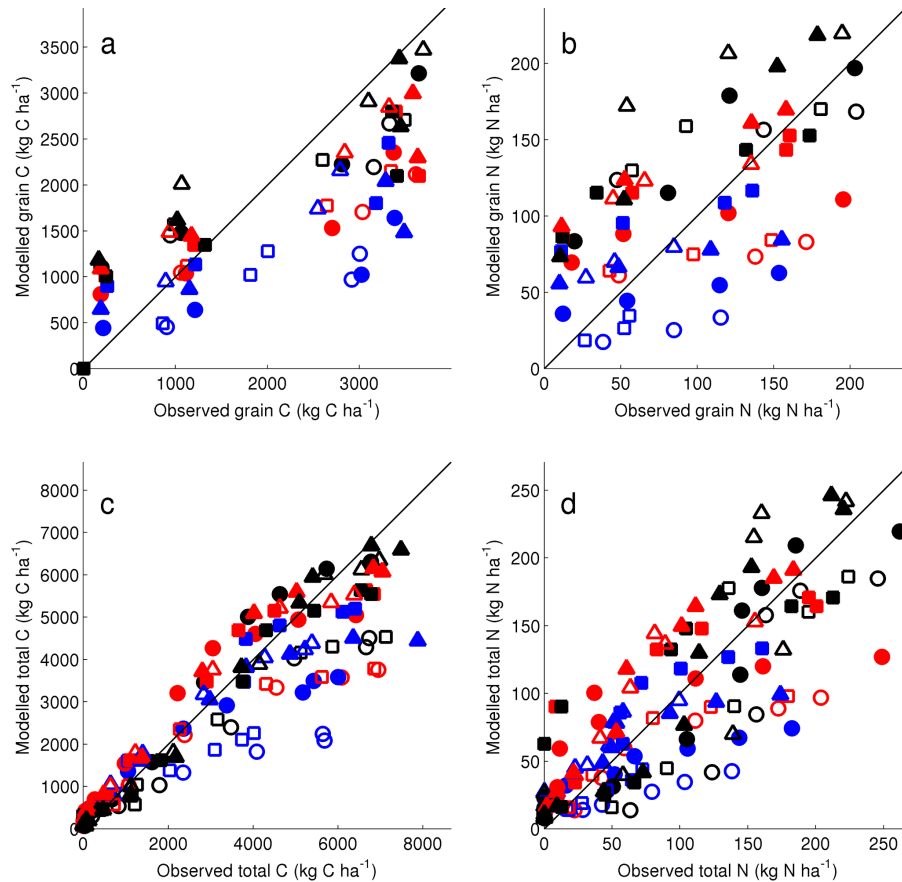 a
Modelled grain C (kg C ha⁻¹)
3500
3000
2500
2000
1500
1000
500
0
0 1000 2000 3000
Observed grain C (kg C ha⁻¹)
b
Modelled grain N (kg N ha⁻¹)
200
150
100
50
0
0 50 100 150 200
Observed grain N (kg N ha⁻¹)
c
Modelled total C (kg C ha⁻¹)
8000
7000
6000
5000
4000
3000
2000
1000
0
0 2000 4000 6000 8000
Observed total C (kg C ha⁻¹)
d
Modelled total N (kg N ha⁻¹)
250
200
150
100
50
0
0 50 100 150 200 250
Observed total N (kg N ha⁻¹)